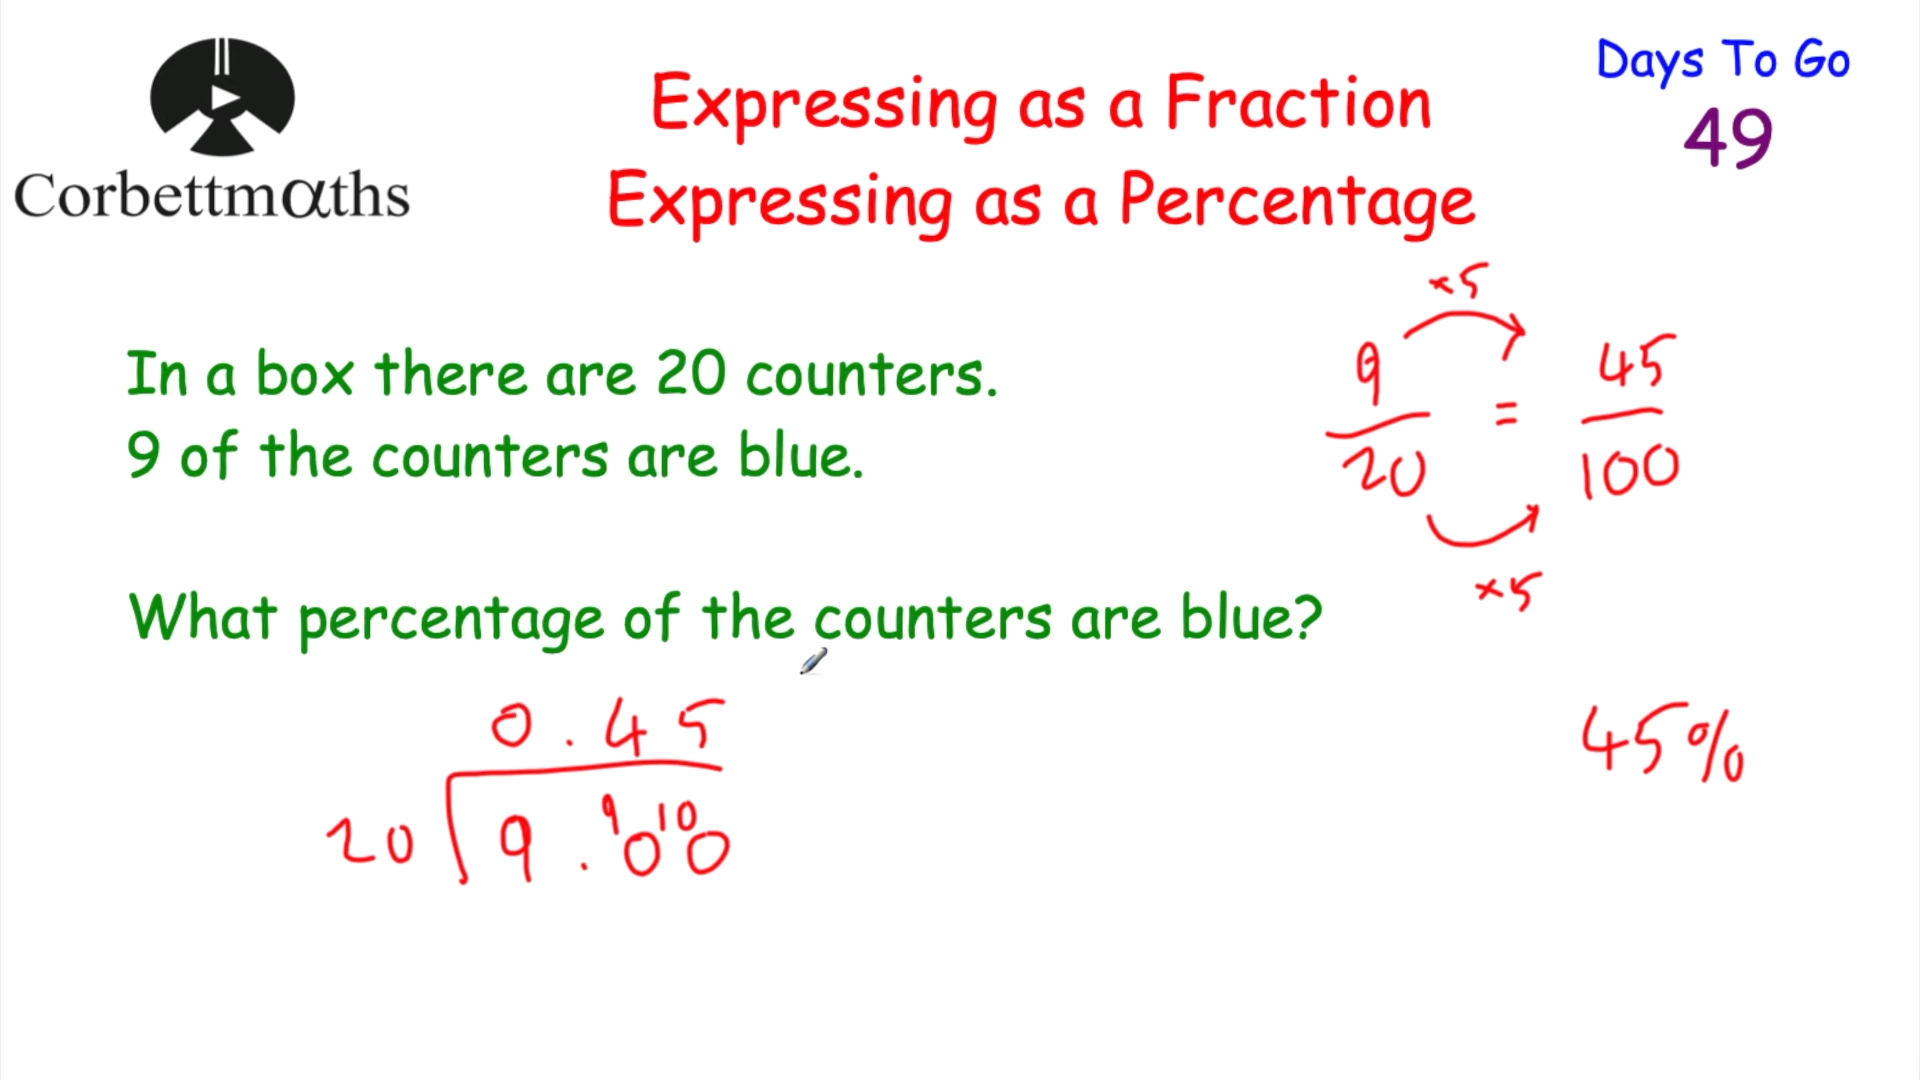 Corbettmαths
Expressing as a Fraction
Expressing as a Percentage
Days To Go
49
In a box there are 20 counters.
9 of the counters are blue.
What percentage of the counters are blue?
×5
9 = 45
20 100
×5
0.45
20 9.⁹0¹⁰0
45%